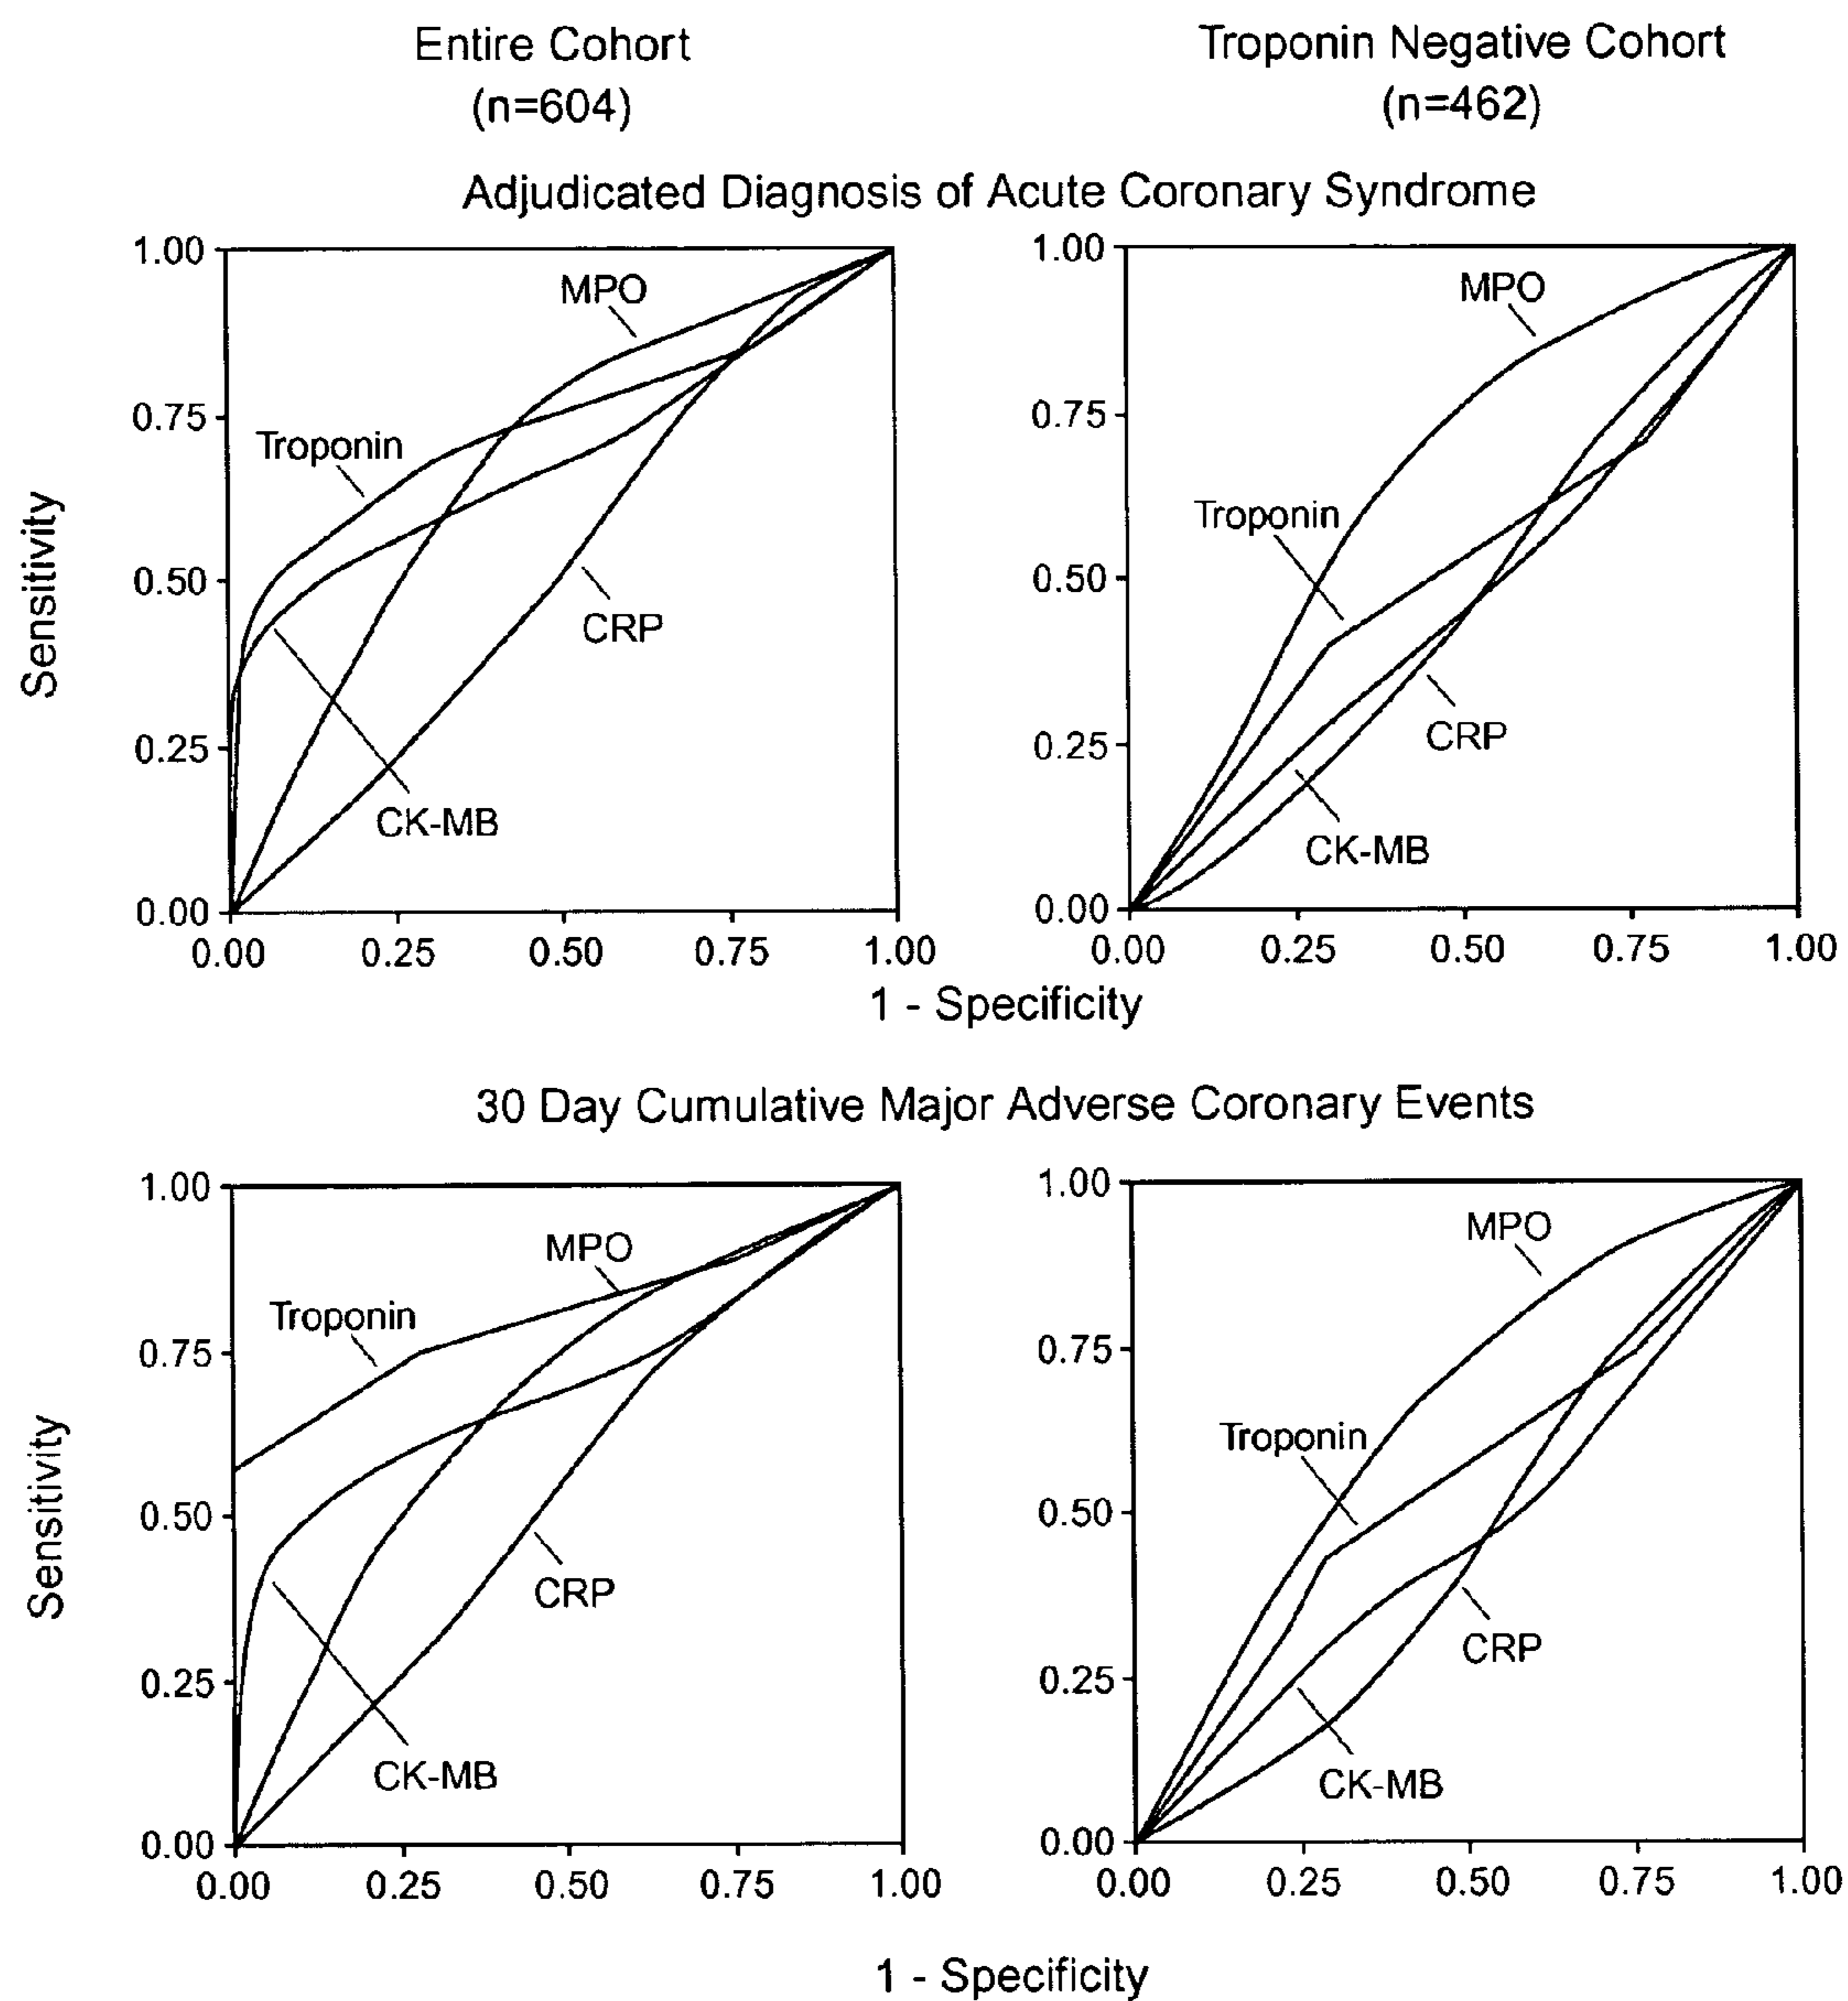 Entire Cohort
(n=604)
Troponin Negative Cohort
(n=462)
Adjudicated Diagnosis of Acute Coronary Syndrome
Sensitivity
1.00
0.75
0.50
0.25
0.00
MPO
Troponin
CRP
CK-MB
0.00 0.25 0.50 0.75 1.00
1.00
0.75
0.50
0.25
0.00
MPO
Troponin
CRP
CK-MB
0.00 0.25 0.50 0.75 1.00
1 - Specificity
30 Day Cumulative Major Adverse Coronary Events
Sensitivity
1.00
0.75
0.50
0.25
0.00
MPO
Troponin
CRP
CK-MB
0.00 0.25 0.50 0.75 1.00
1.00
0.75
0.50
0.25
0.00
MPO
Troponin
CRP
CK-MB
0.00 0.25 0.50 0.75 1.00
1 - Specificity